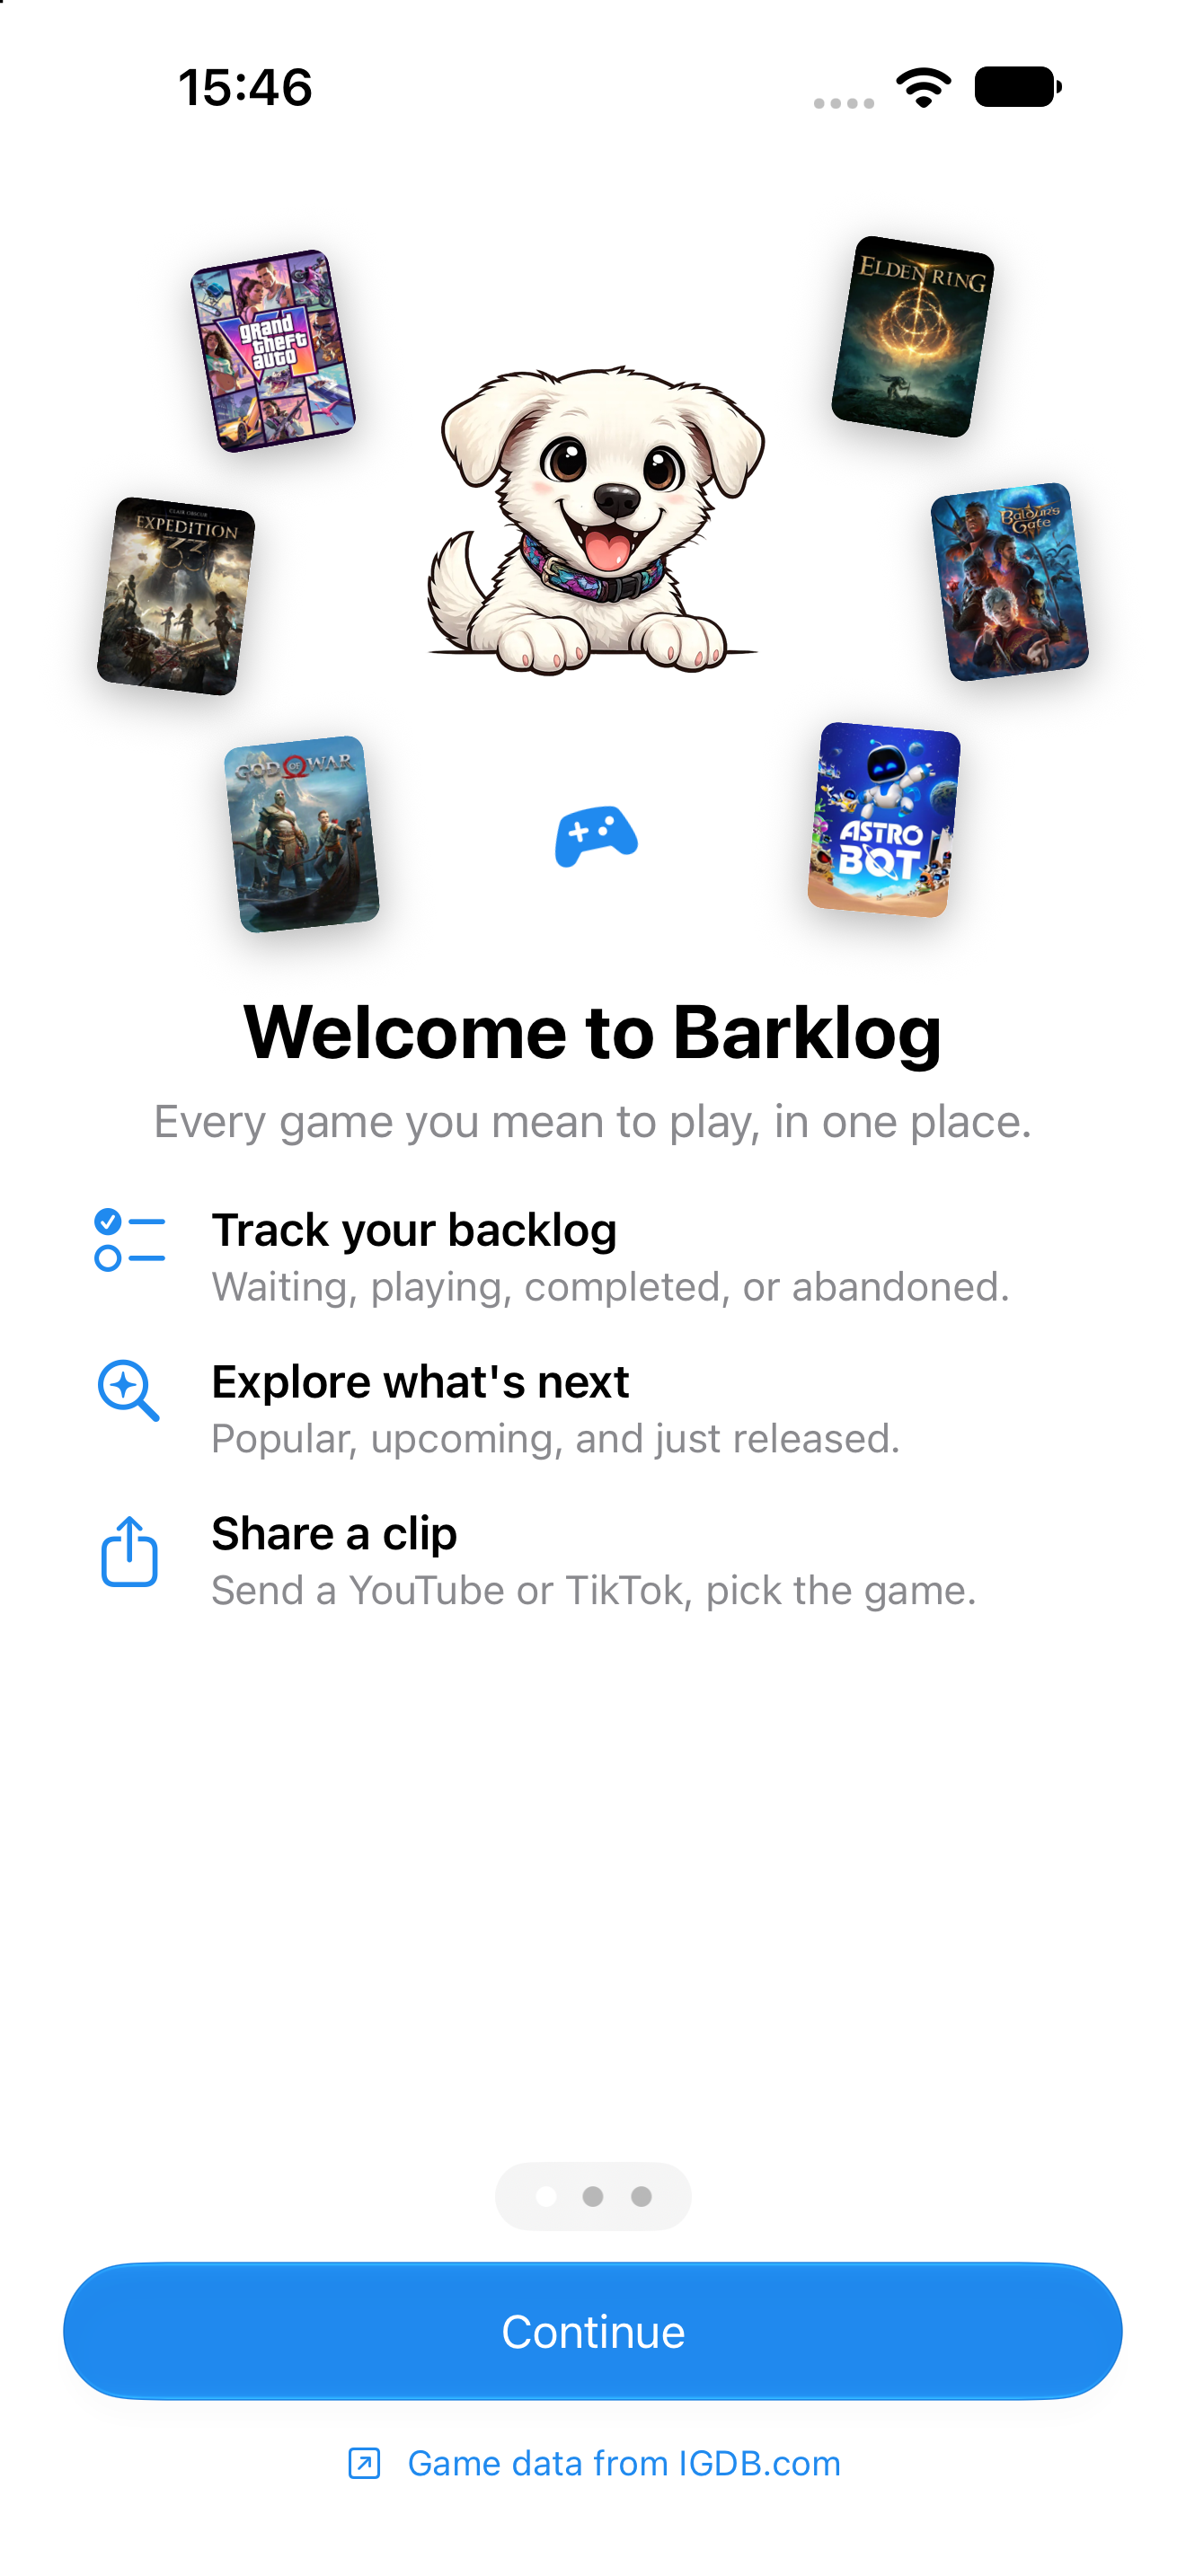 15:46
grand
theft
auto
VI
ELDEN RING
CLAIR OBSCUR
EXPEDITION
33
Baldur's
Gate
GOD OF WAR
ASTRO
BOT
Welcome to Barklog
Every game you mean to play, in one place.
Track your backlog
Waiting, playing, completed, or abandoned.
Explore what's next
Popular, upcoming, and just released.
Share a clip
Send a YouTube or TikTok, pick the game.
Continue
Game data from IGDB.com